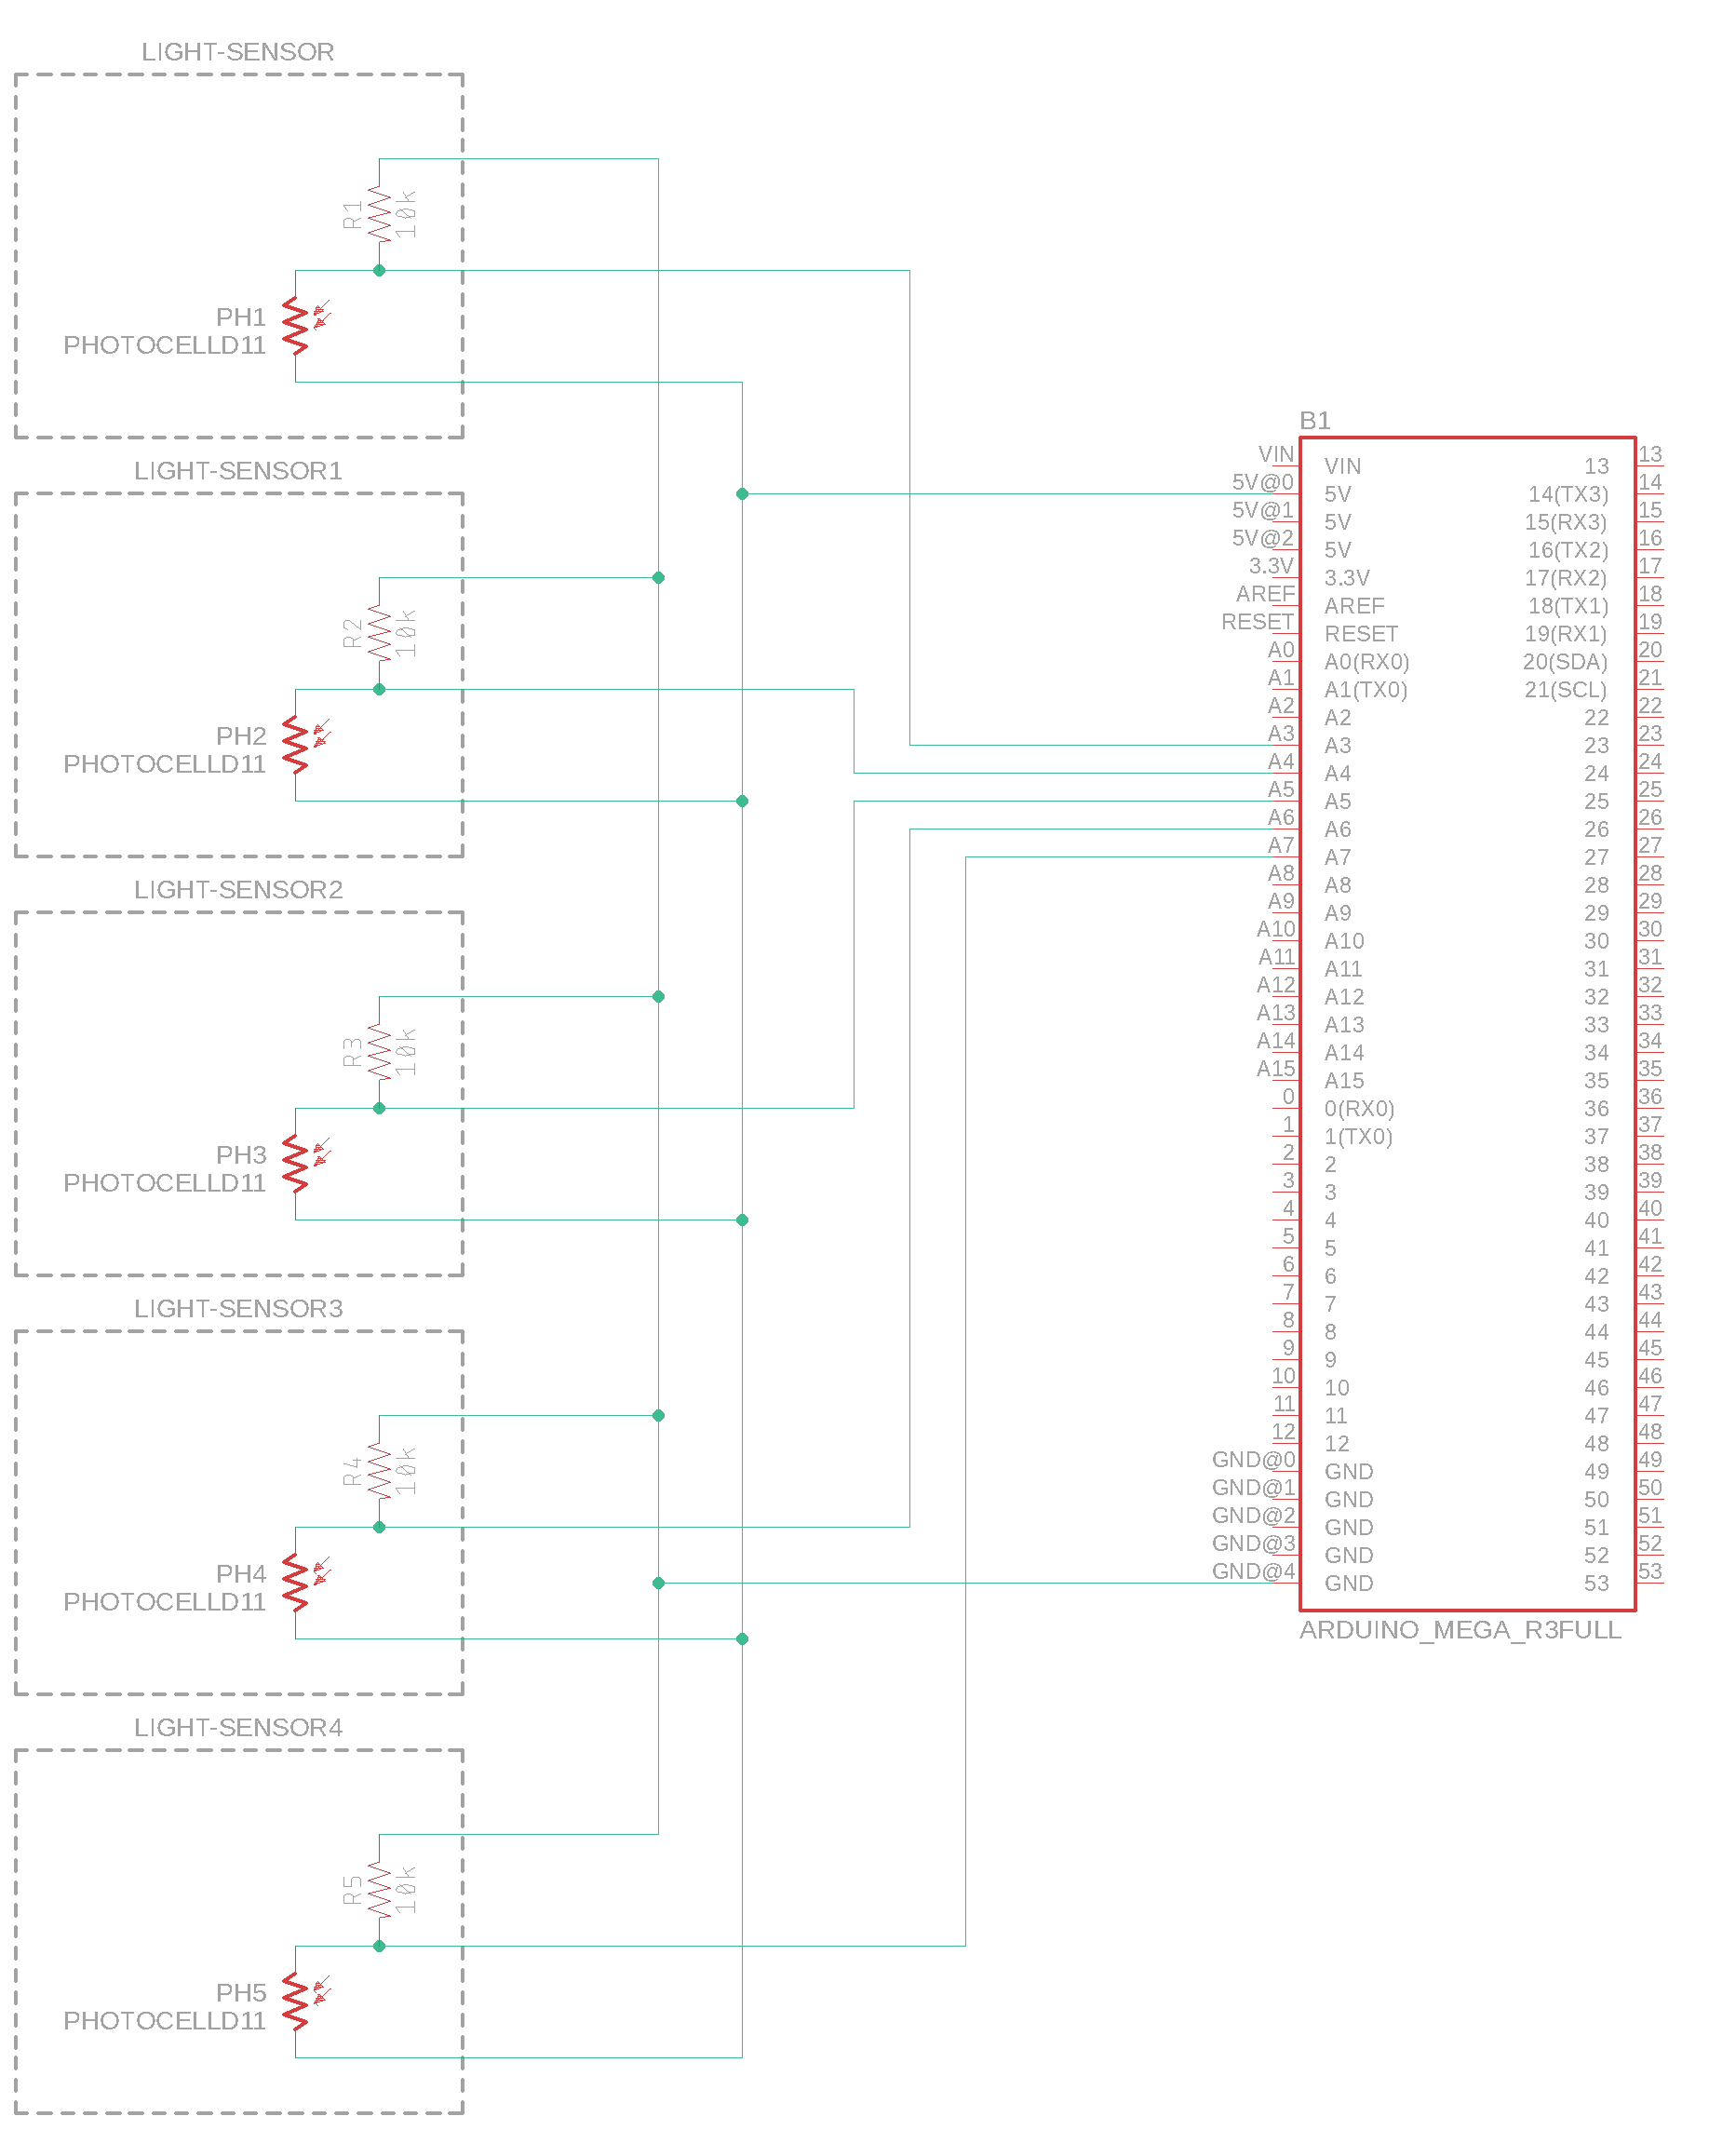 LIGHT-SENSOR
R1
10k
PH1
PHOTOCELLD11
LIGHT-SENSOR1
R2
10k
PH2
PHOTOCELLD11
LIGHT-SENSOR2
R3
10k
PH3
PHOTOCELLD11
LIGHT-SENSOR3
R4
10k
PH4
PHOTOCELLD11
LIGHT-SENSOR4
R5
10k
PH5
PHOTOCELLD11
B1
VIN VIN 13 13
5V@0 5V 14(TX3) 14
5V@1 5V 15(RX3) 15
5V@2 5V 16(TX2) 16
3.3V 3.3V 17(RX2) 17
AREF AREF 18(TX1) 18
RESET RESET 19(RX1) 19
A0 A0(RX0) 20(SDA) 20
A1 A1(TX0) 21(SCL) 21
A2 A2 22 22
A3 A3 23 23
A4 A4 24 24
A5 A5 25 25
A6 A6 26 26
A7 A7 27 27
A8 A8 28 28
A9 A9 29 29
A10 A10 30 30
A11 A11 31 31
A12 A12 32 32
A13 A13 33 33
A14 A14 34 34
A15 A15 35 35
0 0(RX0) 36 36
1 1(TX0) 37 37
2 2 38 38
3 3 39 39
4 4 40 40
5 5 41 41
6 6 42 42
7 7 43 43
8 8 44 44
9 9 45 45
10 10 46 46
11 11 47 47
12 12 48 48
GND@0 GND 49 49
GND@1 GND 50 50
GND@2 GND 51 51
GND@3 GND 52 52
GND@4 GND 53 53
ARDUINO_MEGA_R3FULL